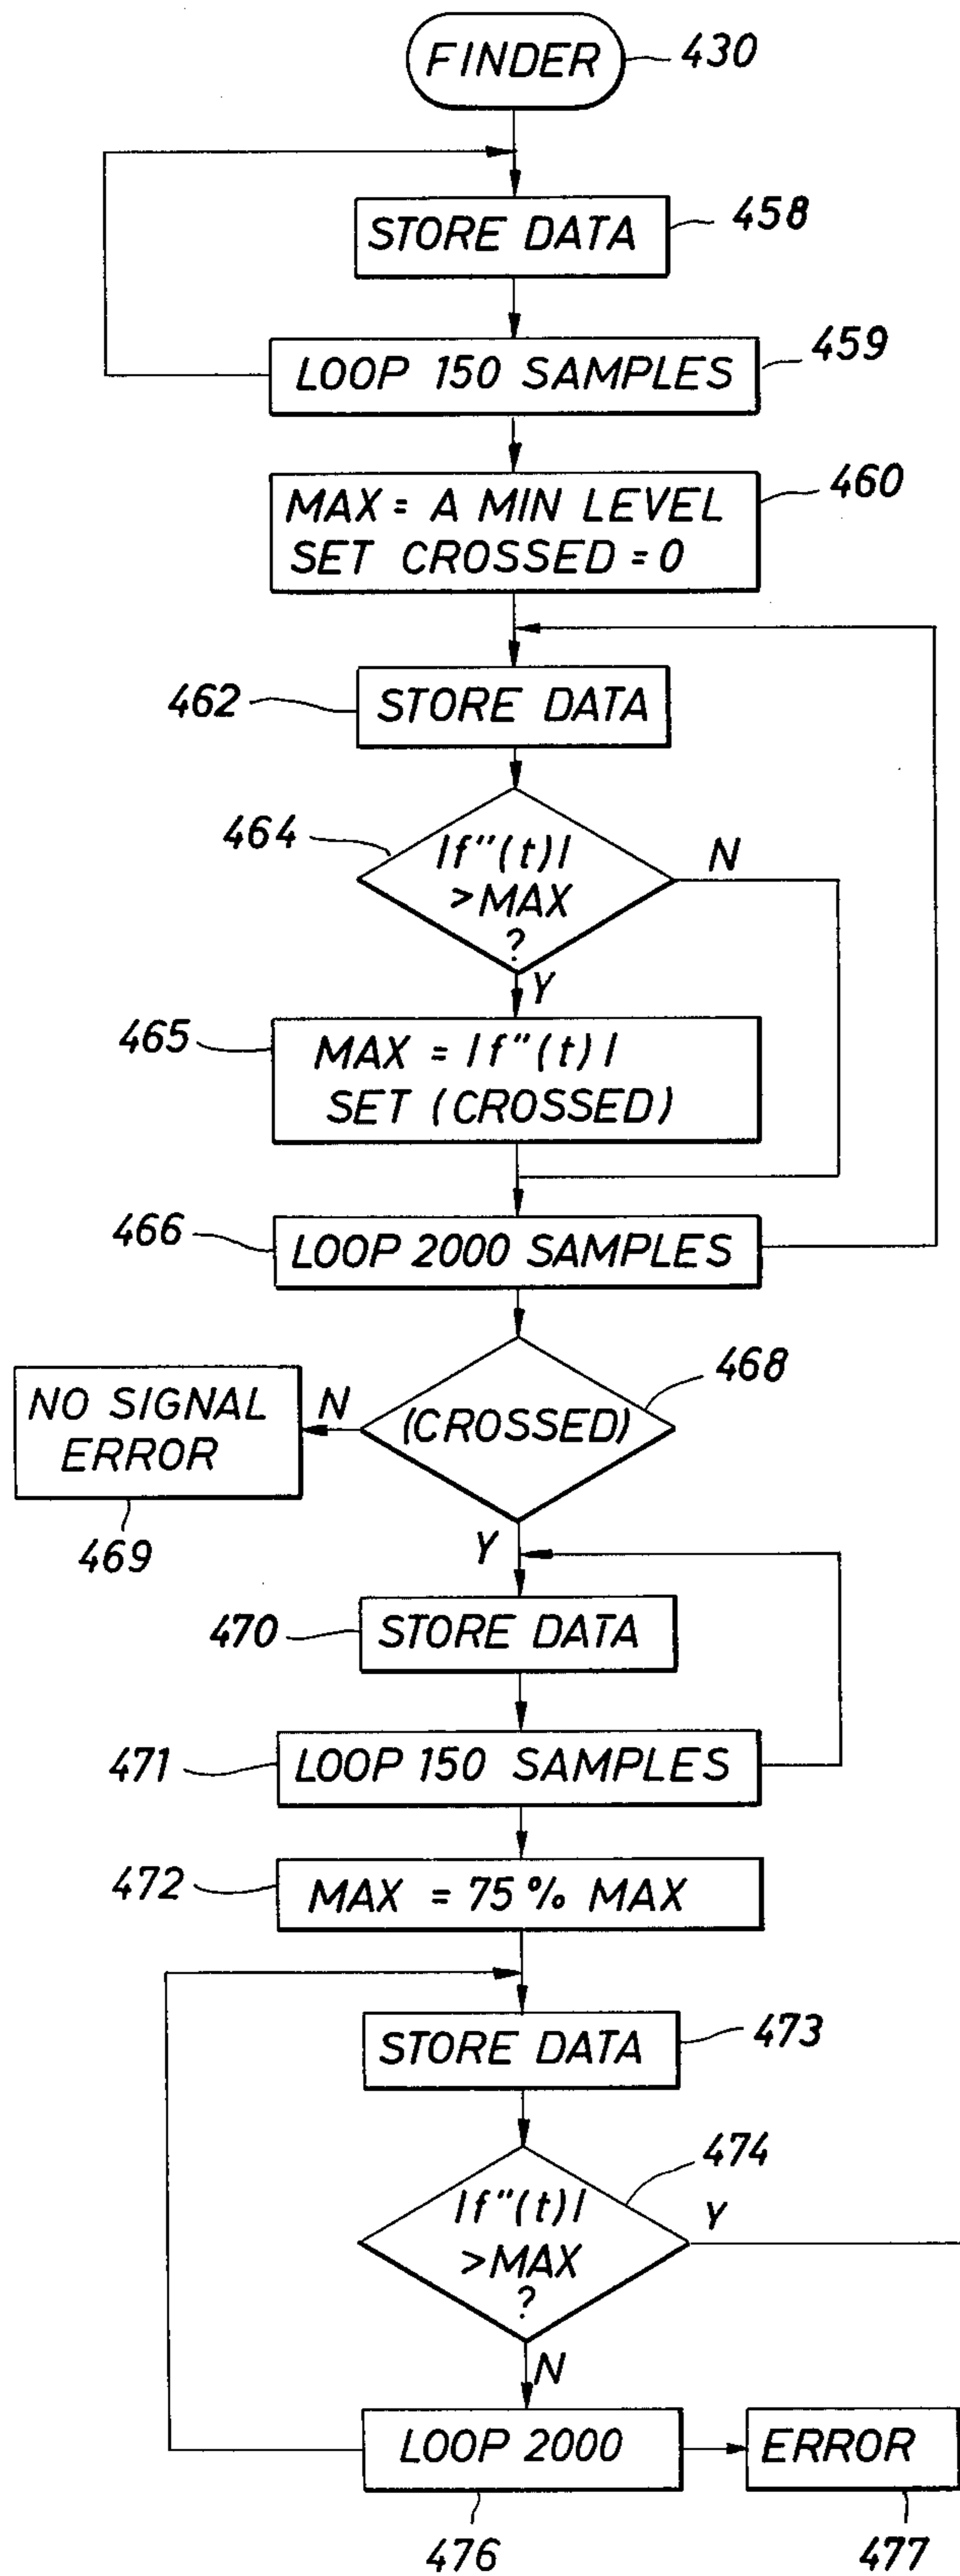 FINDER
430
STORE DATA
458
LOOP 150 SAMPLES
459
MAX = A MIN LEVEL
SET CROSSED = 0
460
462
STORE DATA
464
|f"(t)|
>MAX
?
N
Y
465
MAX = |f"(t)|
SET (CROSSED)
466
LOOP 2000 SAMPLES
468
(CROSSED)
N
NO SIGNAL
ERROR
469
Y
470
STORE DATA
471
LOOP 150 SAMPLES
472
MAX = 75% MAX
STORE DATA
473
474
|f"(t)|
>MAX
?
Y
N
LOOP 2000
ERROR
476
477